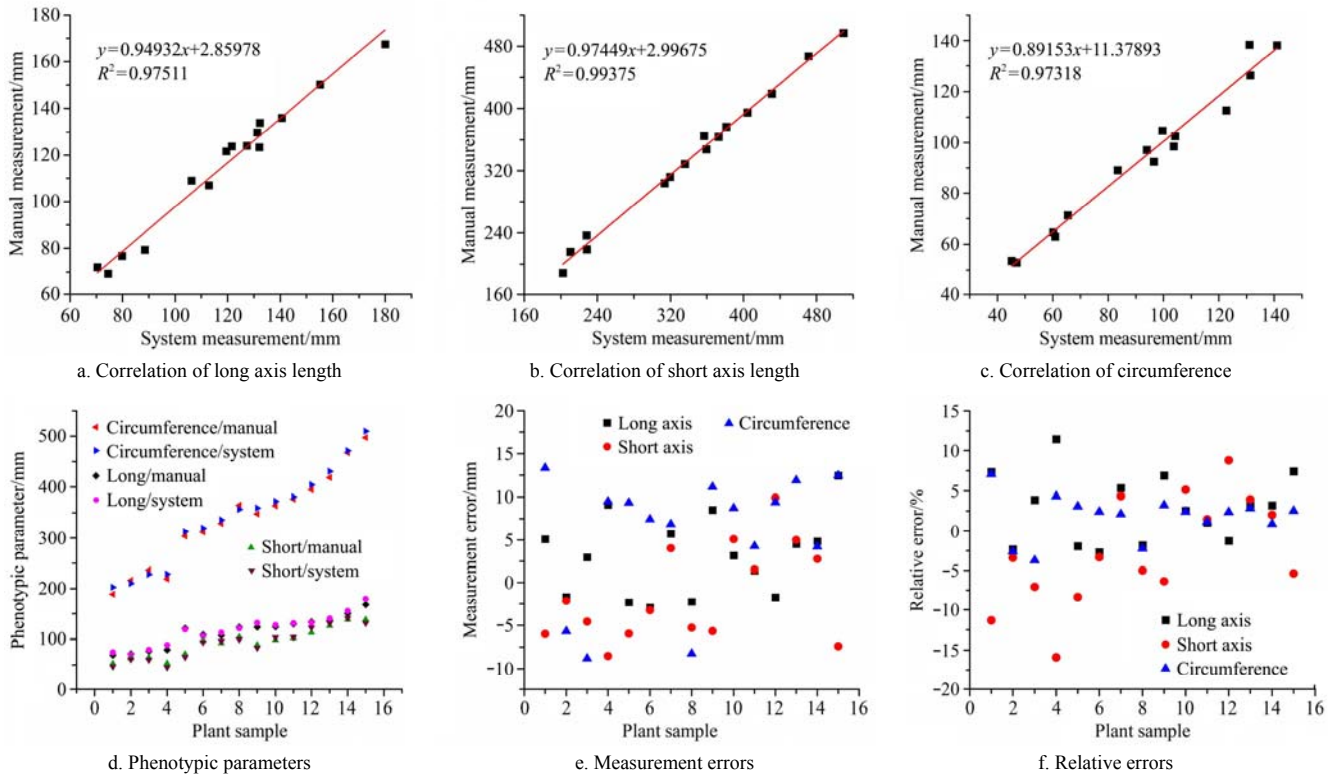 180
160
140
120
100
80
60
y=0.94932x+2.85978
R²=0.97511
Manual measurement/mm
60 80 100 120 140 160 180
System measurement/mm
a. Correlation of long axis length
480
400
320
240
160
y=0.97449x+2.99675
R²=0.99375
Manual measurement/mm
160 240 320 400 480
System measurement/mm
b. Correlation of short axis length
140
120
100
80
60
40
y=0.89153x+11.37893
R²=0.97318
Manual measurement/mm
40 60 80 100 120 140
System measurement/mm
c. Correlation of circumference
500
400
300
200
100
0
Circumference/manual
Circumference/system
Long/manual
Long/system
Short/manual
Short/system
Phenotypic parameter/mm
0 2 4 6 8 10 12 14 16
Plant sample
d. Phenotypic parameters
20
15
10
5
0
−5
−10
Long axis
Circumference
Short axis
Measurement error/mm
0 2 4 6 8 10 12 14 16
Plant sample
e. Measurement errors
15
10
5
0
−5
−10
−15
−20
Relative error/%
Long axis
Short axis
Circumference
0 2 4 6 8 10 12 14 16
Plant sample
f. Relative errors